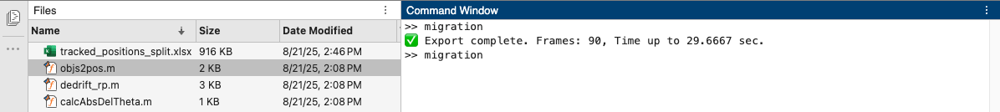 Files
Name Size Date Modified
tracked_positions_split.xlsx 916 KB 8/21/25, 2:46 PM
objs2pos.m 2 KB 8/21/25, 2:08 PM
dedrift_rp.m 3 KB 8/21/25, 2:08 PM
calcAbsDelTheta.m 1 KB 8/21/25, 2:08 PM
Command Window
>> migration
✅ Export complete. Frames: 90, Time up to 29.6667 sec.
>> migration